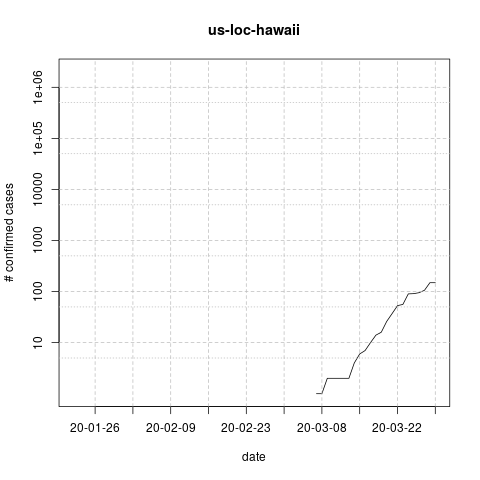 us-loc-hawaii
# confirmed cases
1e+06
1e+05
10000
1000
100
10
20-01-26
20-02-09
20-02-23
20-03-08
20-03-22
date